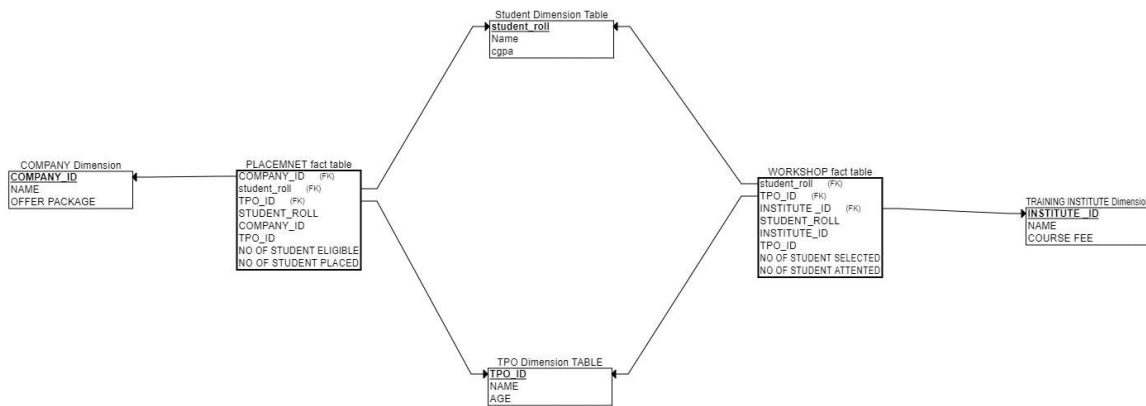 Student Dimension Table
student_roll
Name
cgpa
COMPANY Dimension
COMPANY_ID
NAME
OFFER PACKAGE
PLACEMNET fact table
COMPANY_ID (FK)
student_roll (FK)
TPO_ID (FK)
STUDENT_ROLL
COMPANY_ID
TPO_ID
NO OF STUDENT ELIGIBLE
NO OF STUDENT PLACED
WORKSHOP fact table
student_roll (FK)
TPO_ID (FK)
INSTITUTE _ID (FK)
STUDENT_ROLL
INSTITUTE_ID
TPO_ID
NO OF STUDENT SELECTED
NO OF STUDENT ATTENTED
TRAINING INSTITUTE Dimension
INSTITUTE _ID
NAME
COURSE FEE
TPO Dimension TABLE
TPO_ID
NAME
AGE